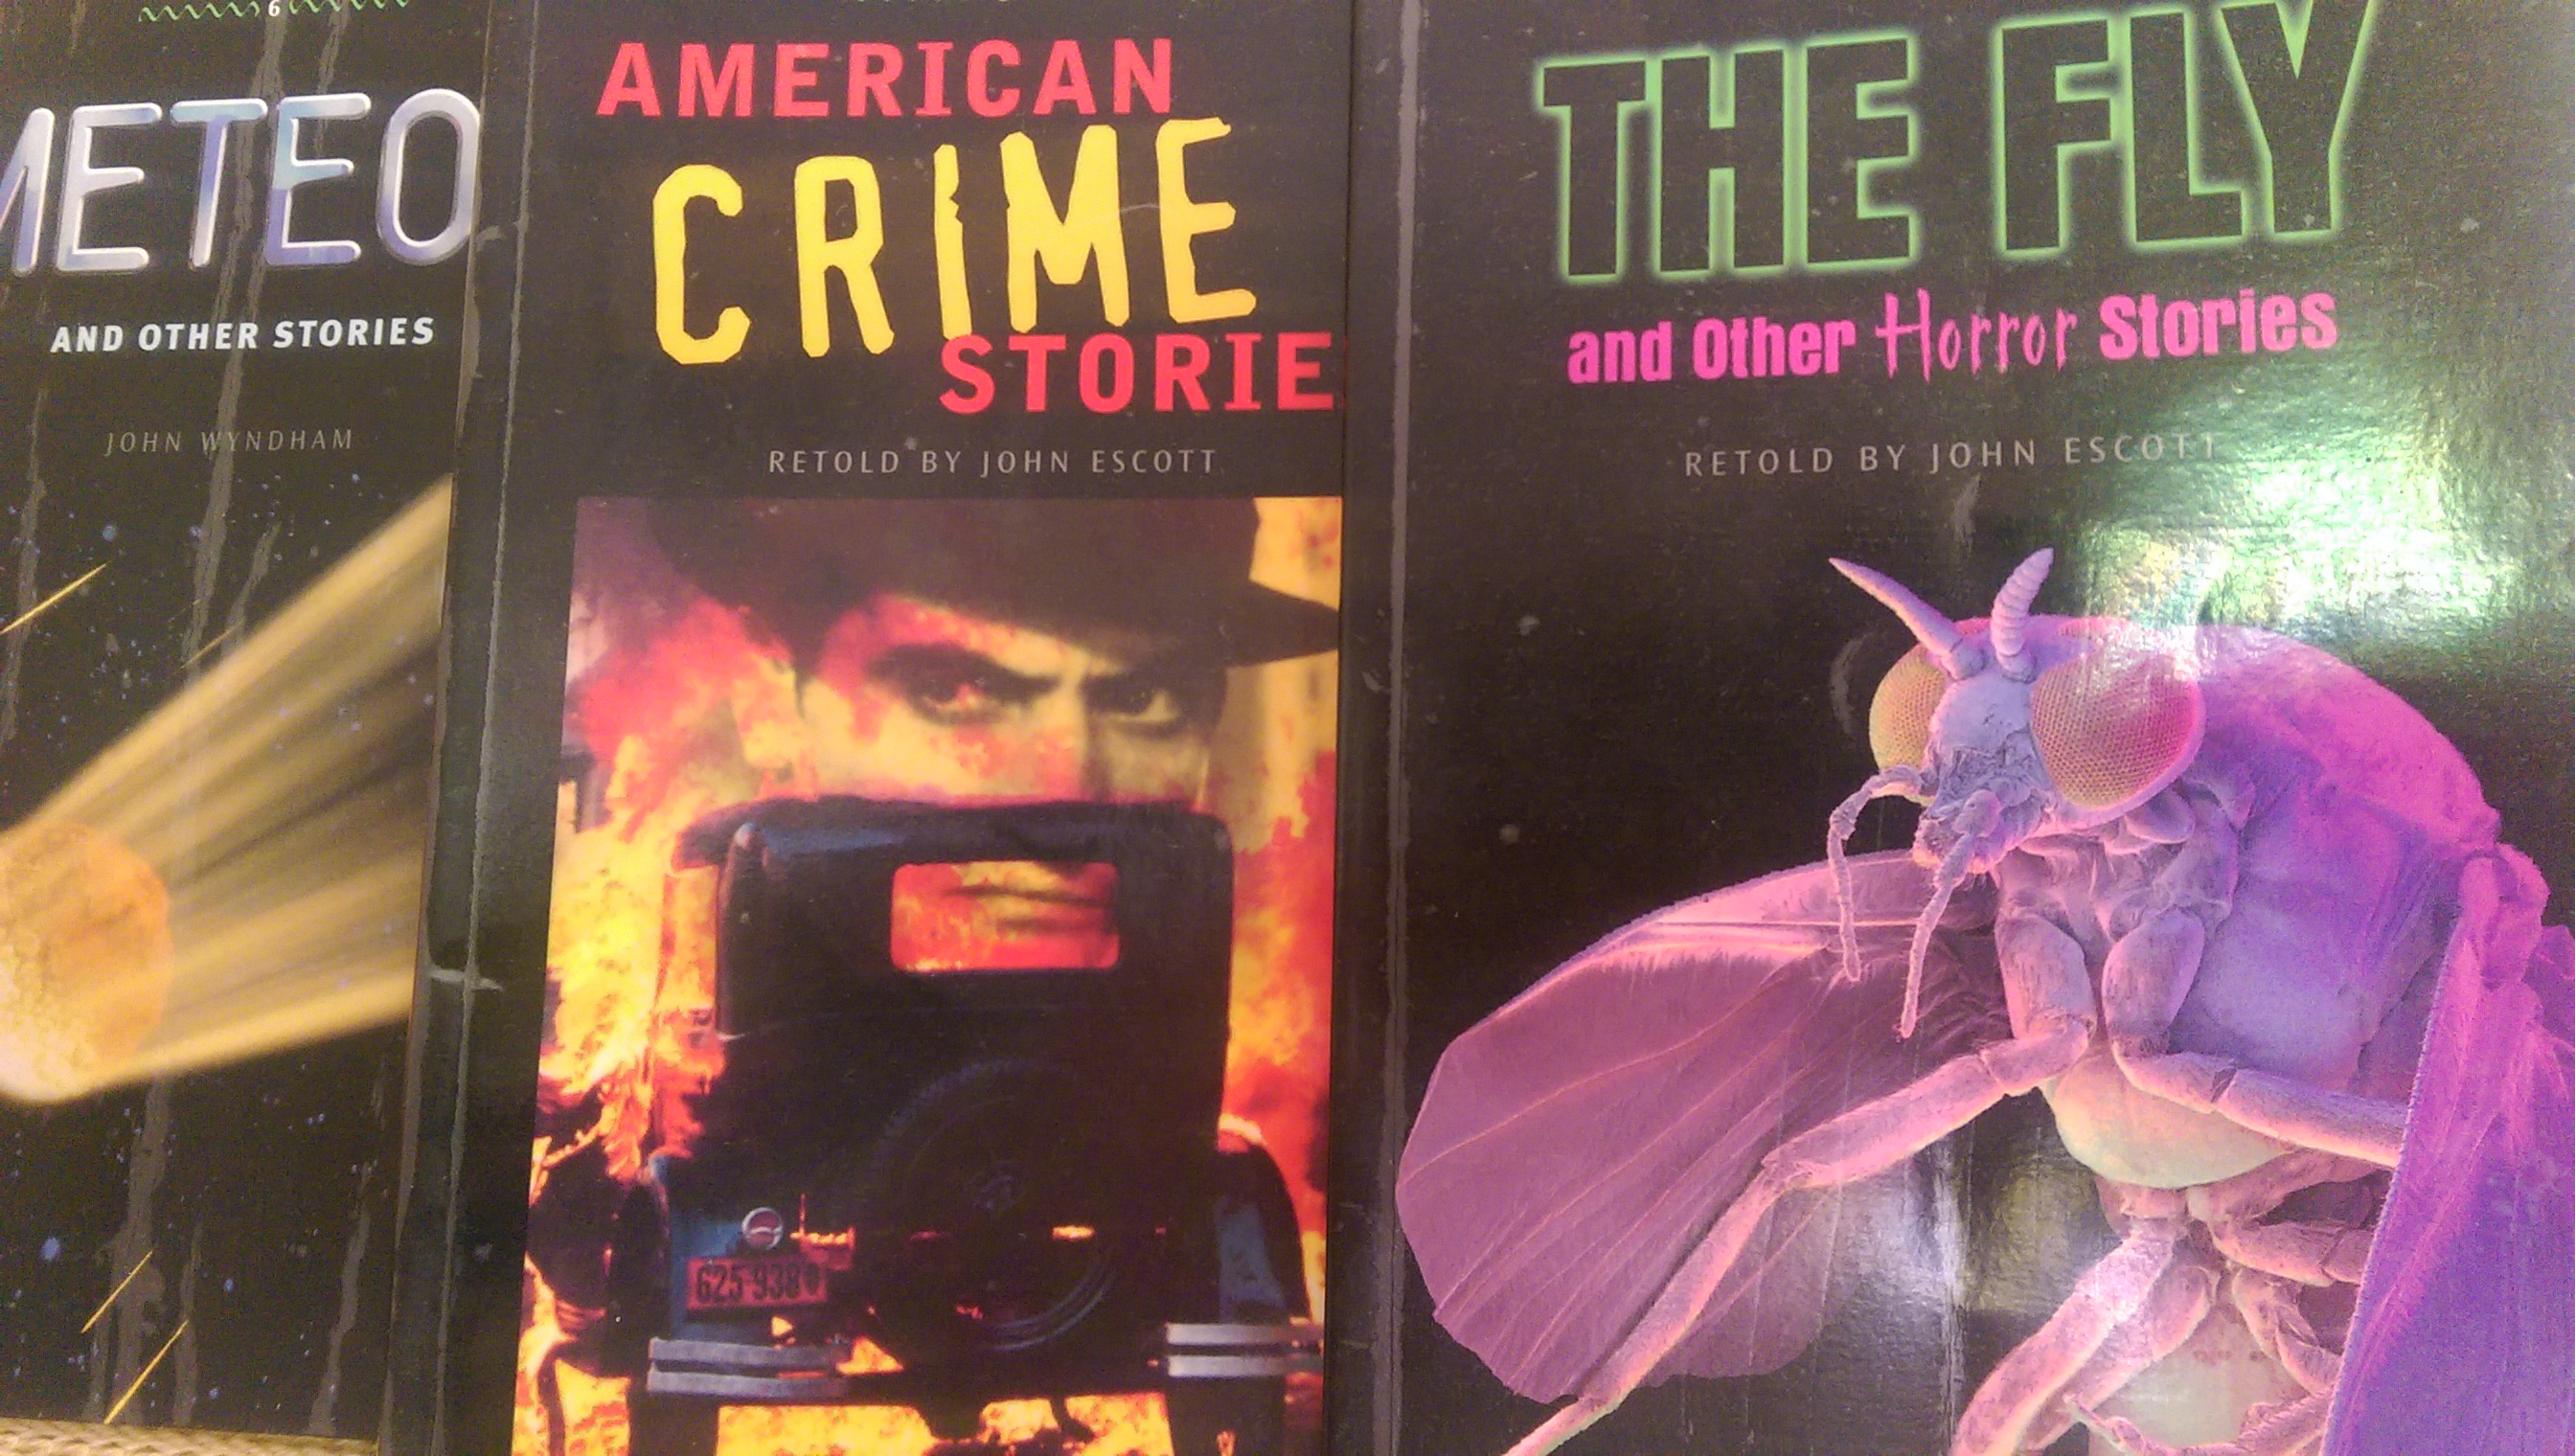 6
METEO
AND OTHER STORIES
JOHN WYNDHAM
AMERICAN
CRIME
STORIE
RETOLD BY JOHN ESCOTT
625-938
THE FLY
and Other Horror Stories
RETOLD BY JOHN ESCOTT